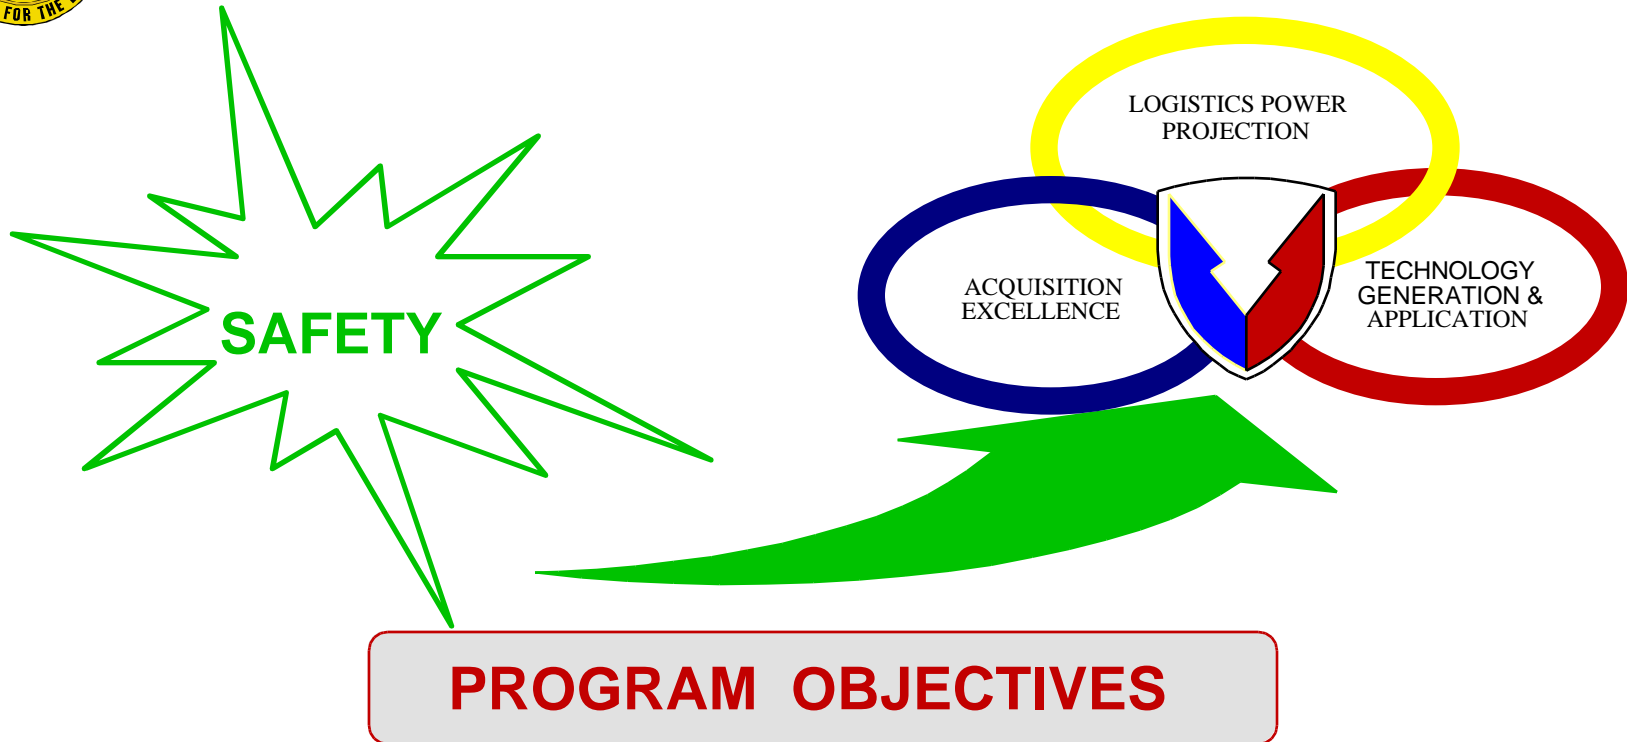 FOR THE
SAFETY
LOGISTICS POWER
PROJECTION
ACQUISITION
EXCELLENCE
TECHNOLOGY
GENERATION &
APPLICATION
PROGRAM OBJECTIVES